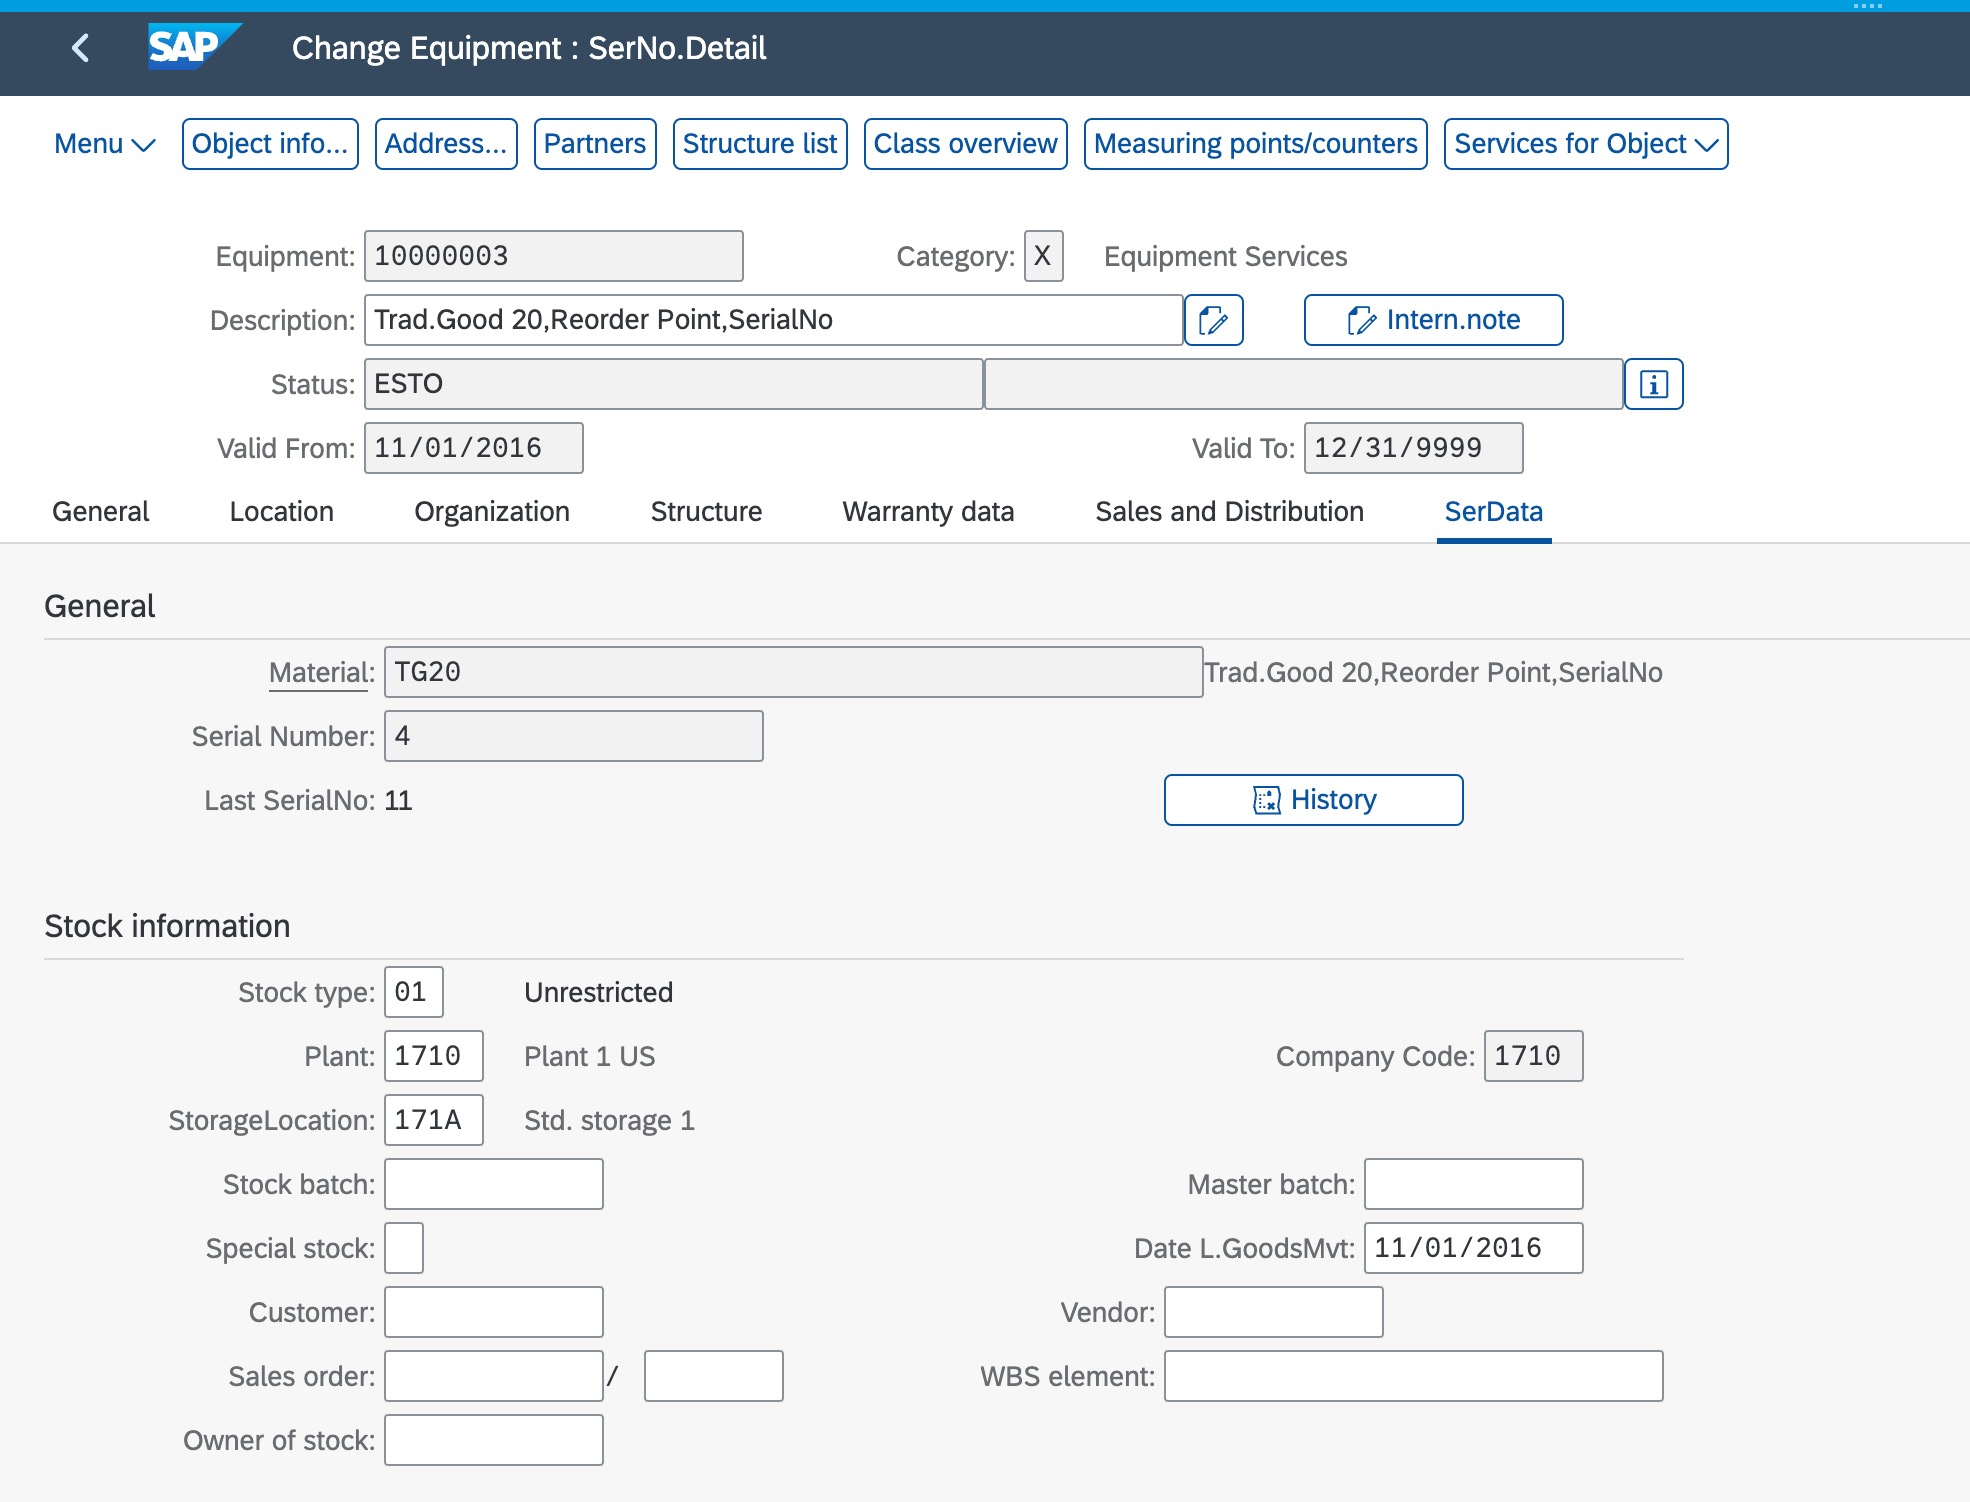 SAP Change Equipment : SerNo.Detail
Menu Object info... Address... Partners Structure list Class overview Measuring points/counters Services for Object
Equipment: 10000003 Category: X Equipment Services
Description: Trad.Good 20,Reorder Point,SerialNo Intern.note
Status: ESTO
Valid From: 11/01/2016 Valid To: 12/31/9999
General Location Organization Structure Warranty data Sales and Distribution SerData
General
Material: TG20 Trad.Good 20,Reorder Point,SerialNo
Serial Number: 4
Last SerialNo: 11 History
Stock information
Stock type: 01 Unrestricted
Plant: 1710 Plant 1 US Company Code: 1710
StorageLocation: 171A Std. storage 1
Stock batch: Master batch:
Special stock: Date L.GoodsMvt: 11/01/2016
Customer: Vendor:
Sales order: / WBS element:
Owner of stock: